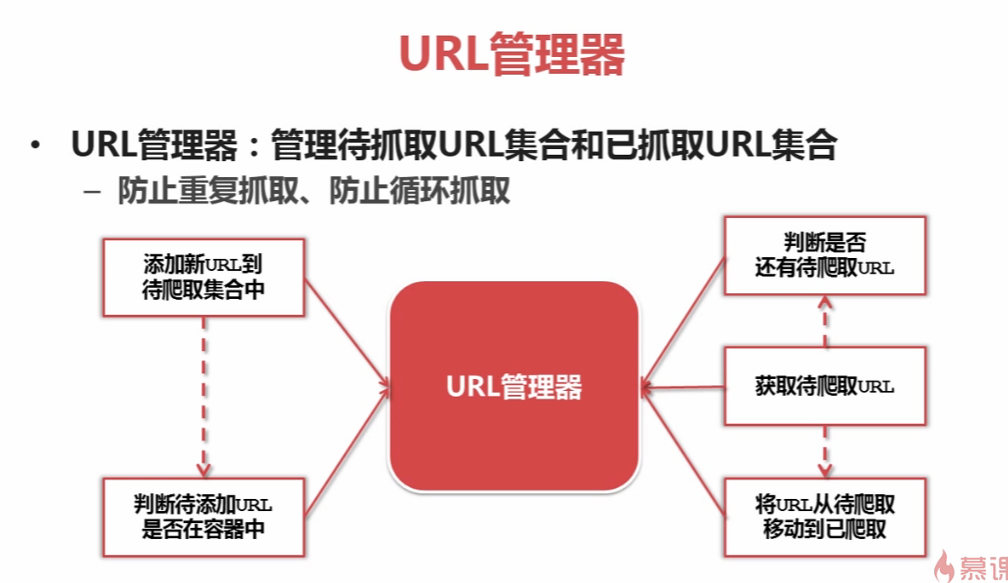 URL管理器
• URL管理器：管理待抓取URL集合和已抓取URL集合
– 防止重复抓取、防止循环抓取
添加新URL到
待爬取集合中
判断待添加URL
是否在容器中
URL管理器
判断是否
还有待爬取URL
获取待爬取URL
将URL从待爬取
移动到已爬取
慕课